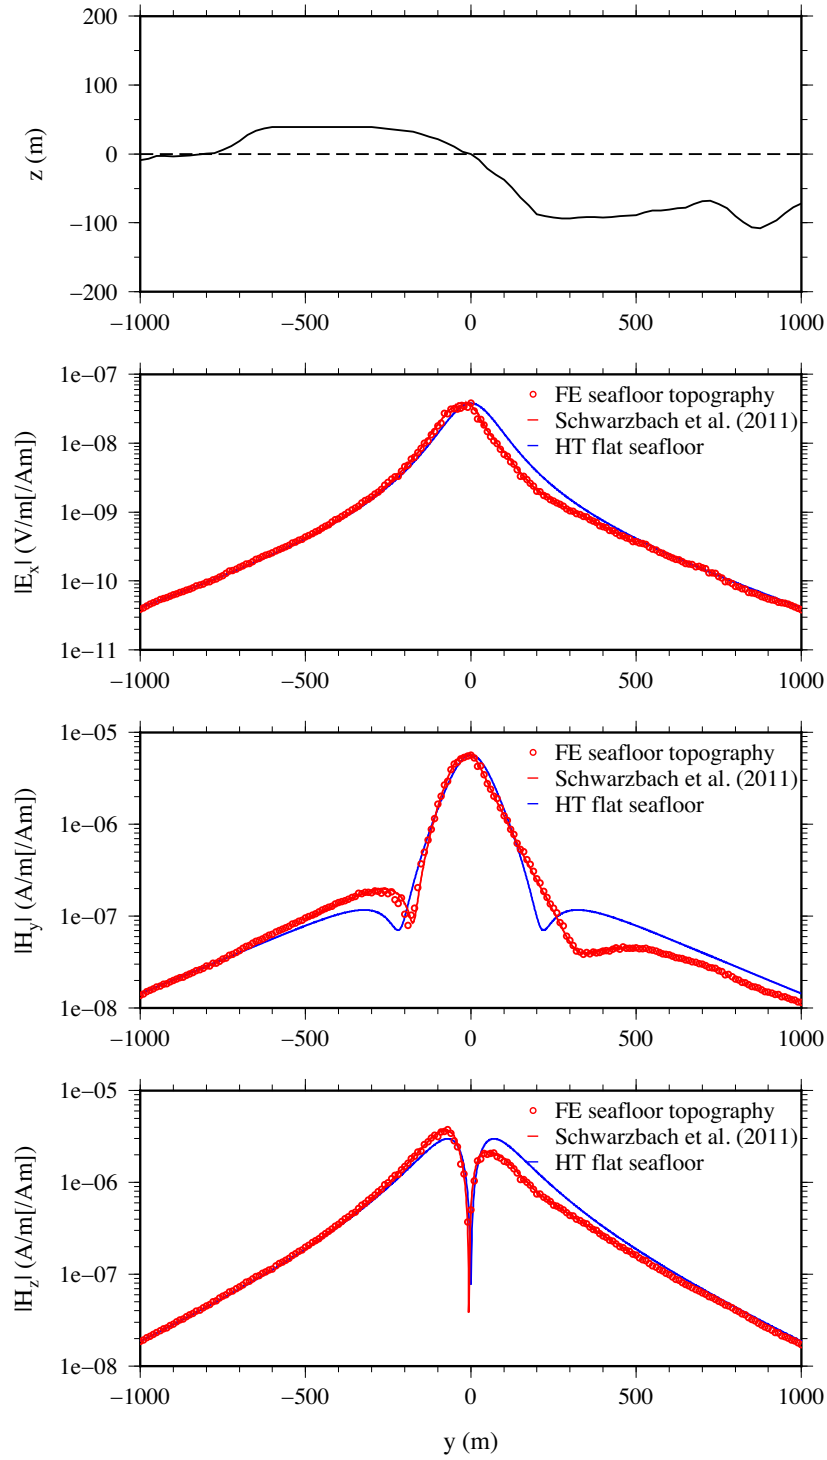 200
100
0
−100
−200
z (m)
−1000 −500 0 500 1000
1e−07
1e−08
1e−09
1e−10
1e−11
|E_x| (V/m[/Am])
FE seafloor topography
Schwarzbach et al. (2011)
HT flat seafloor
−1000 −500 0 500 1000
1e−05
1e−06
1e−07
1e−08
|H_y| (A/m[/Am])
FE seafloor topography
Schwarzbach et al. (2011)
HT flat seafloor
−1000 −500 0 500 1000
1e−05
1e−06
1e−07
1e−08
|H_z| (A/m[/Am])
FE seafloor topography
Schwarzbach et al. (2011)
HT flat seafloor
−1000 −500 0 500 1000
y (m)